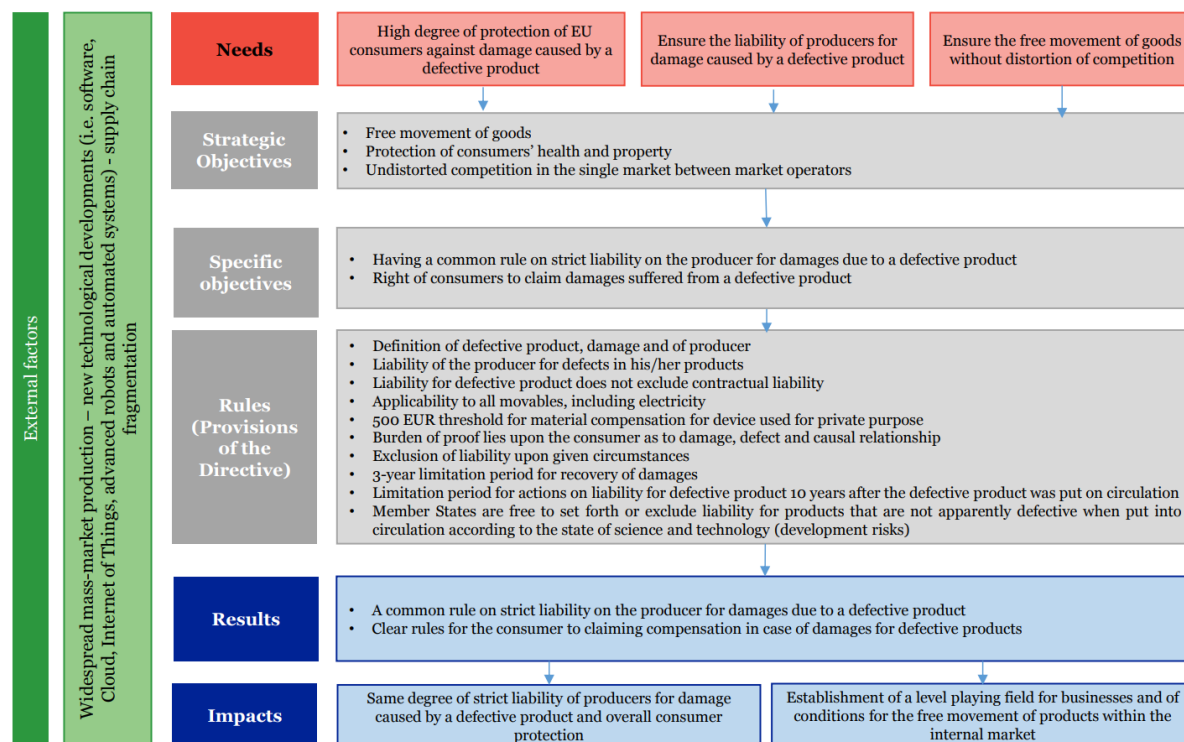 External factors
Widespread mass-market production – new technological developments (i.e. software,
Cloud, Internet of Things, advanced robots and automated systems) - supply chain
fragmentation
Needs
High degree of protection of EU
consumers against damage caused by a
defective product
Ensure the liability of producers for
damage caused by a defective product
Ensure the free movement of goods
without distortion of competition
Strategic
Objectives
• Free movement of goods
• Protection of consumers’ health and property
• Undistorted competition in the single market between market operators
Specific
objectives
• Having a common rule on strict liability on the producer for damages due to a defective product
• Right of consumers to claim damages suffered from a defective product
Rules
(Provisions
of the
Directive)
• Definition of defective product, damage and of producer
• Liability of the producer for defects in his/her products
• Liability for defective product does not exclude contractual liability
• Applicability to all movables, including electricity
• 500 EUR threshold for material compensation for device used for private purpose
• Burden of proof lies upon the consumer as to damage, defect and causal relationship
• Exclusion of liability upon given circumstances
• 3-year limitation period for recovery of damages
• Limitation period for actions on liability for defective product 10 years after the defective product was put on circulation
• Member States are free to set forth or exclude liability for products that are not apparently defective when put into
circulation according to the state of science and technology (development risks)
Results
• A common rule on strict liability on the producer for damages due to a defective product
• Clear rules for the consumer to claiming compensation in case of damages for defective products
Impacts
Same degree of strict liability of producers for damage
caused by a defective product and overall consumer
protection
Establishment of a level playing field for businesses and of
conditions for the free movement of products within the
internal market